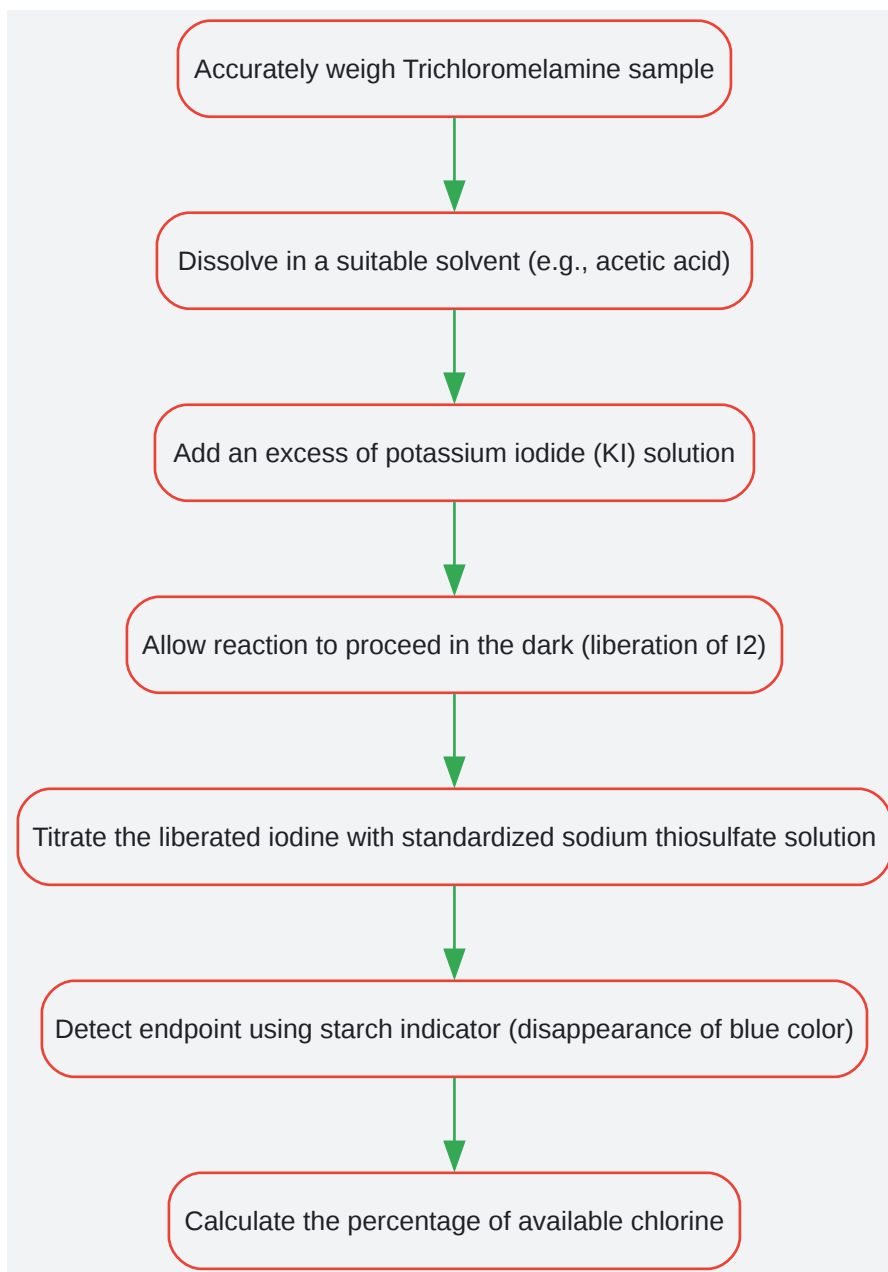 Accurately weigh Trichloromelamine sample
Dissolve in a suitable solvent (e.g., acetic acid)
Add an excess of potassium iodide (KI) solution
Allow reaction to proceed in the dark (liberation of I2)
Titrate the liberated iodine with standardized sodium thiosulfate solution
Detect endpoint using starch indicator (disappearance of blue color)
Calculate the percentage of available chlorine